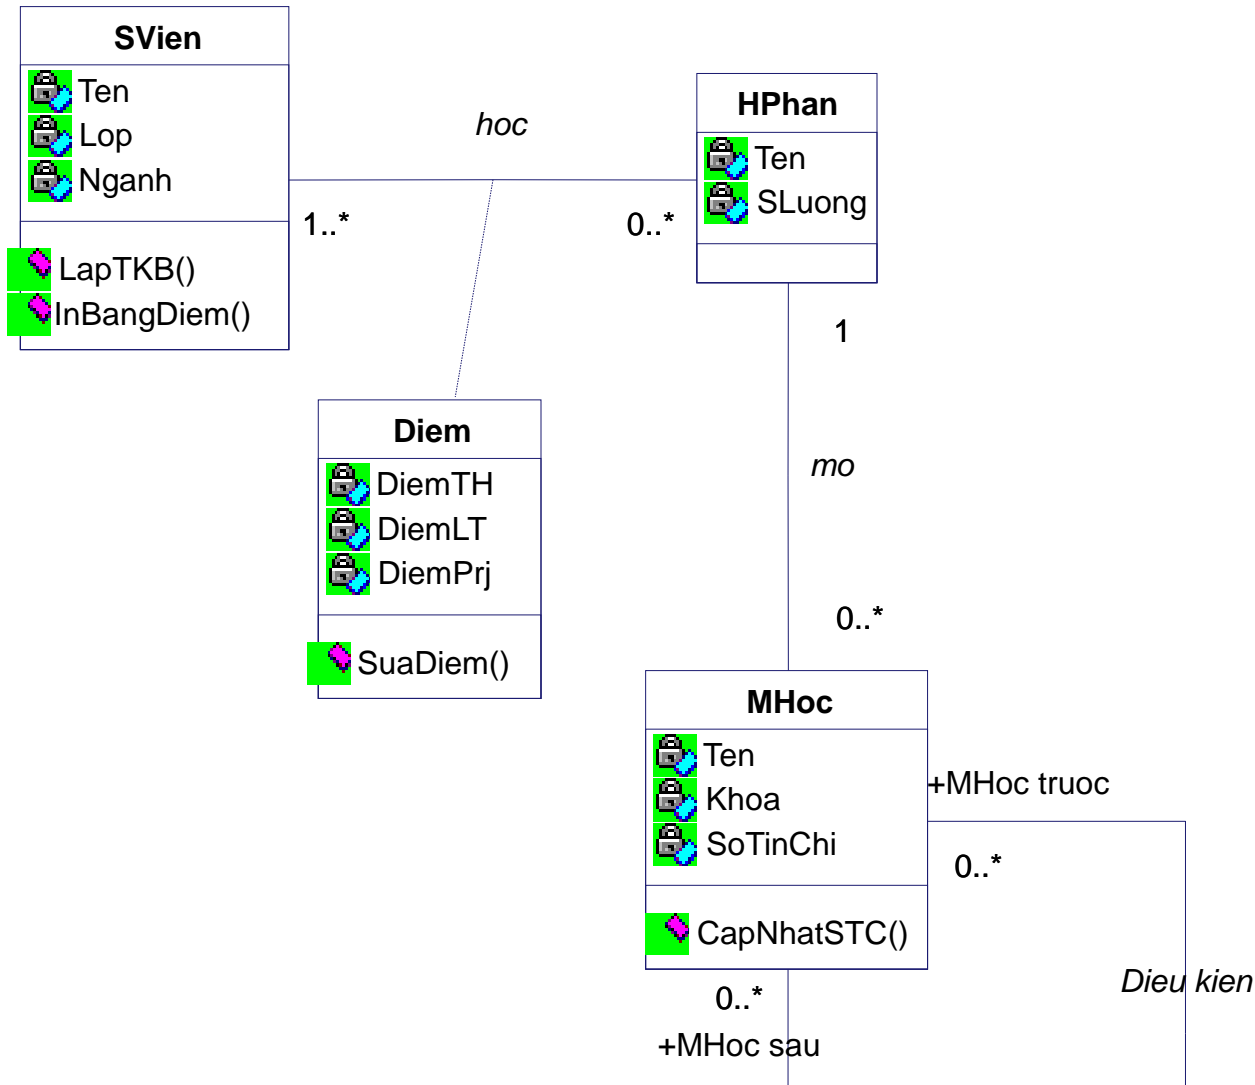 SVien
Ten
Lop
Nganh
LapTKB()
InBangDiem()
hoc
1..*
0..*
HPhan
Ten
SLuong
1
mo
0..*
Diem
DiemTH
DiemLT
DiemPrj
SuaDiem()
MHoc
Ten
Khoa
SoTinChi
CapNhatSTC()
+MHoc truoc
0..*
Dieu kien
0..*
+MHoc sau